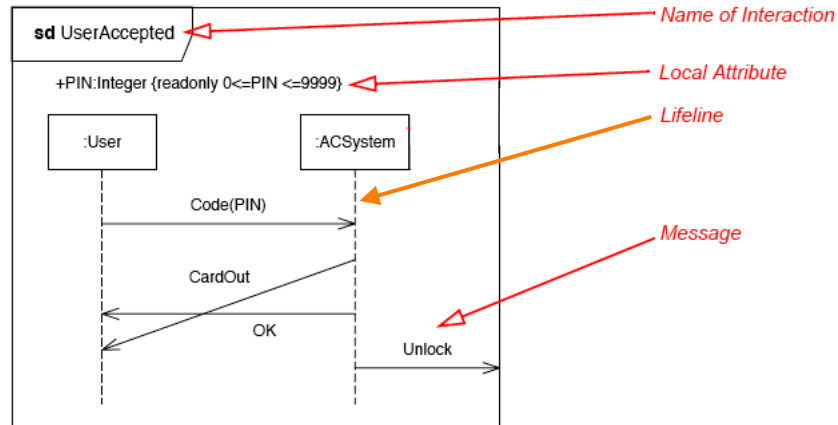 sd UserAccepted
Name of Interaction
+PIN:Integer {readonly 0<=PIN <=9999}
Local Attribute
Lifeline
:User
:ACSystem
Code(PIN)
Message
CardOut
OK
Unlock